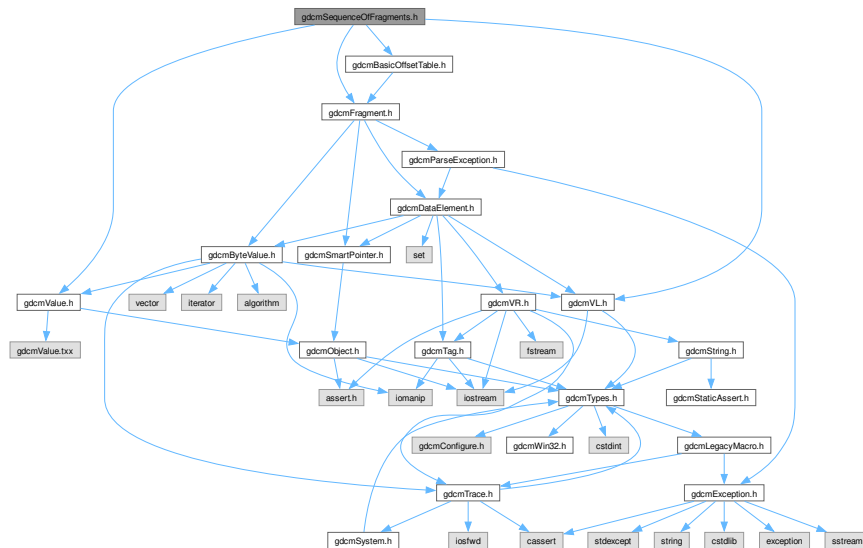 gdcmSequenceOfFragments.h
gdcmBasicOffsetTable.h
gdcmFragment.h
gdcmParseException.h
gdcmDataElement.h
gdcmByteValue.h
gdcmSmartPointer.h
set
gdcmValue.h
vector
iterator
algorithm
gdcmVR.h
gdcmVL.h
gdcmValue.txx
gdcmObject.h
gdcmTag.h
fstream
gdcmString.h
assert.h
iomanip
iostream
gdcmTypes.h
gdcmStaticAssert.h
gdcmConfigure.h
gdcmWin32.h
cstdint
gdcmLegacyMacro.h
gdcmTrace.h
gdcmException.h
gdcmSystem.h
iosfwd
cassert
stdexcept
string
cstdlib
exception
sstream